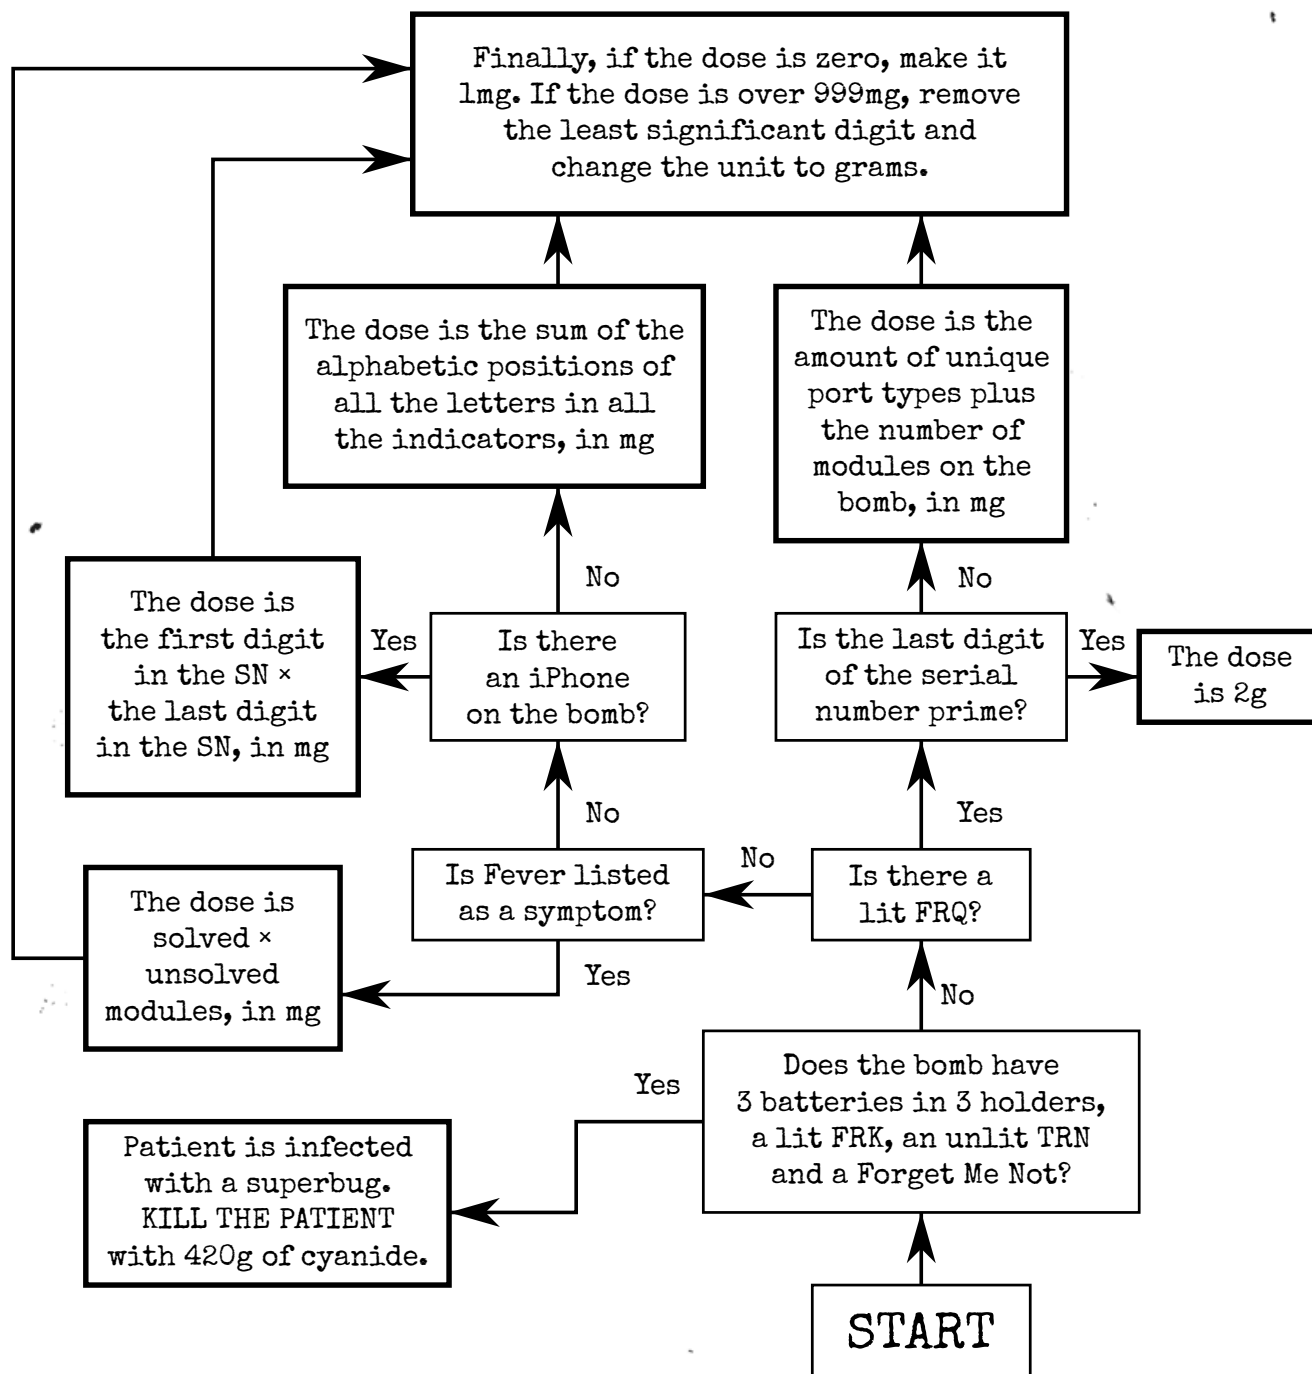 Finally, if the dose is zero, make it
1mg. If the dose is over 999mg, remove
the least significant digit and
change the unit to grams.
The dose is the sum of the
alphabetic positions of
all the letters in all
the indicators, in mg
The dose is the
amount of unique
port types plus
the number of
modules on the
bomb, in mg
No
No
The dose is
the first digit
in the SN ×
the last digit
in the SN, in mg
Yes
Is there
an iPhone
on the bomb?
Is the last digit
of the serial
number prime?
Yes
The dose
is 2g
No
Yes
Is Fever listed
as a symptom?
No
Is there a
lit FRQ?
The dose is
solved ×
unsolved
modules, in mg
Yes
No
Does the bomb have
3 batteries in 3 holders,
a lit FRK, an unlit TRN
and a Forget Me Not?
Yes
Patient is infected
with a superbug.
KILL THE PATIENT
with 420g of cyanide.
START